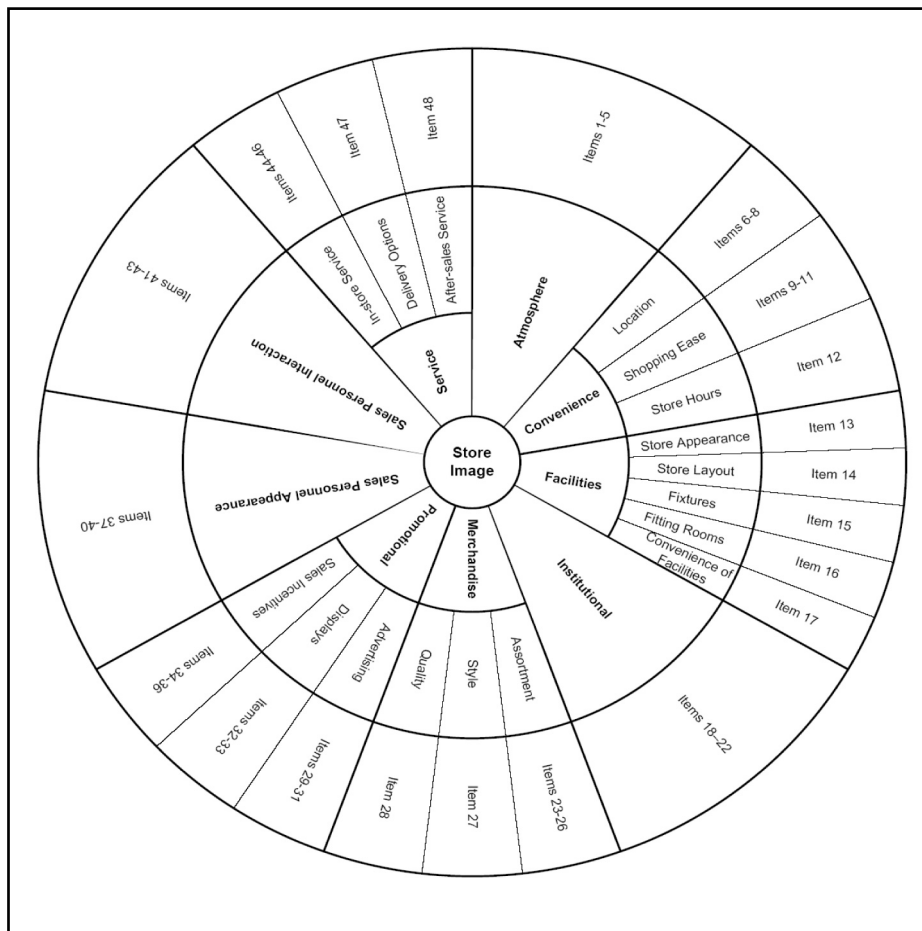 Store
Image
Atmosphere
Items 1-5
Convenience
Location
Items 6-8
Shopping Ease
Items 9-11
Store Hours
Item 12
Facilities
Store Appearance
Item 13
Store Layout
Item 14
Fixtures
Item 15
Fitting Rooms
Item 16
Convenience of
Facilities
Item 17
Institutional
Items 18–22
Merchandise
Assortment
Items 23-26
Style
Item 27
Quality
Item 28
Promotional
Advertising
Items 29-31
Displays
Items 32-33
Sales Incentives
Items 34-36
Sales Personnel Appearance
Items 37-40
Sales Personnel Interaction
Items 41-43
Service
In-store Service
Items 44-46
Delivery Options
Item 47
After-sales Service
Item 48